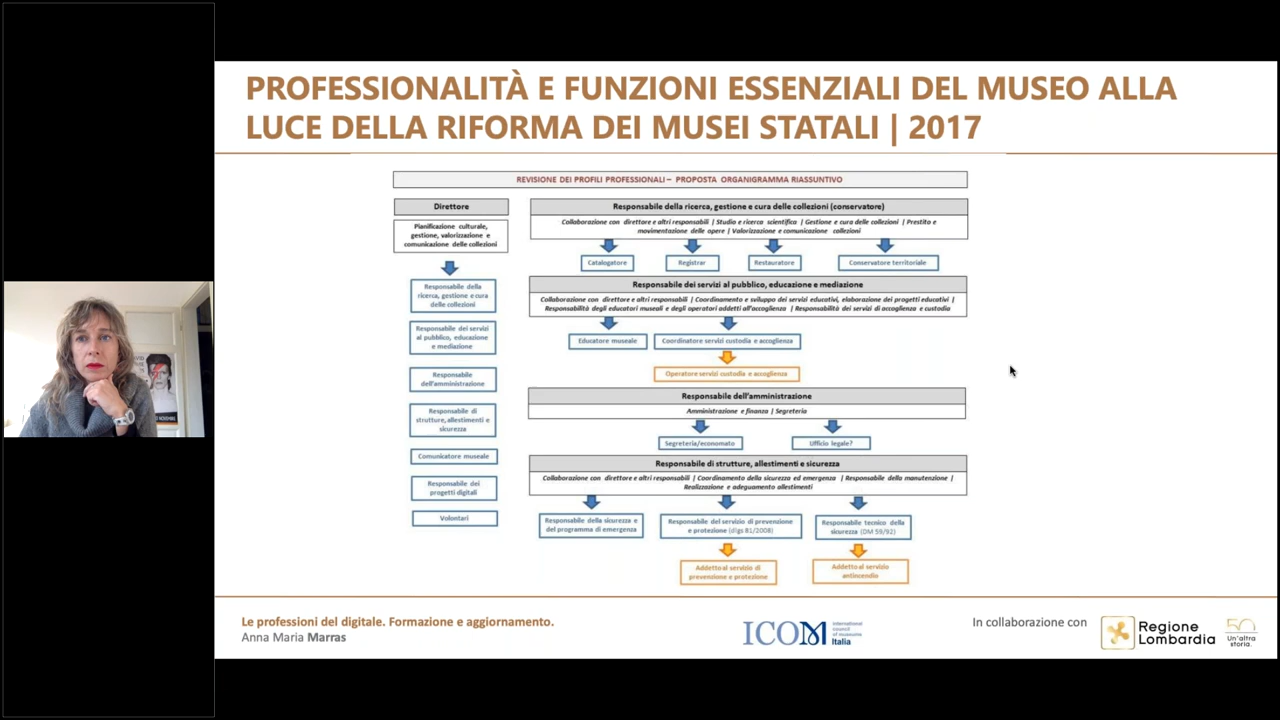 PROFESSIONALITÀ E FUNZIONI ESSENZIALI DEL MUSEO ALLA
LUCE DELLA RIFORMA DEI MUSEI STATALI | 2017
REVISIONE DEI PROFILI PROFESSIONALI – PROPOSTA ORGANIGRAMMA RIASSUNTIVO
Direttore
Pianificazione culturale,
gestione, valorizzazione e
comunicazione delle collezioni
Responsabile della
ricerca, gestione e cura
delle collezioni
Responsabile dei servizi
al pubblico, educazione
e mediazione
Responsabile
dell'amministrazione
Responsabile di
strutture, allestimenti e
sicurezza
Comunicatore museale
Responsabile dei
progetti digitali
Volontari
Responsabile della ricerca, gestione e cura delle collezioni (conservatore)
Collaborazione con direttore e altri responsabili | Studio e ricerca scientifica | Gestione e cura delle collezioni | Prestito e
movimentazione delle opere | Valorizzazione e comunicazione collezioni
Catalogatore
Registrar
Restauratore
Conservatore territoriale
Responsabile dei servizi al pubblico, educazione e mediazione
Collaborazione con direttore e altri responsabili | Coordinamento e sviluppo dei servizi educativi, elaborazione dei progetti educativi |
Responsabilità degli educatori museali e degli operatori addetti all'accoglienza | Responsabilità dei servizi di accoglienza e custodia
Educatore museale
Coordinatore servizi custodia e accoglienza
Operatore servizi custodia e accoglienza
Responsabile dell'amministrazione
Amministrazione e finanza | Segreteria
Segreteria/economato
Ufficio legale?
Responsabile di strutture, allestimenti e sicurezza
Collaborazione con direttore e altri responsabili | Coordinamento della sicurezza ed emergenza | Responsabile della manutenzione |
Realizzazione e adeguamento allestimenti
Responsabile della sicurezza e
del programma di emergenza
Responsabile del servizio di prevenzione
e protezione (dlgs 81/2008)
Responsabile tecnico della
sicurezza (DM 59/92)
Addetto al servizio di
prevenzione e protezione
Addetto al servizio
antincendio
Le professioni del digitale. Formazione e aggiornamento.
Anna Maria Marras
ICOM
international
council
of museums
Italia
In collaborazione con
Regione
Lombardia
50
Un'altra
storia.